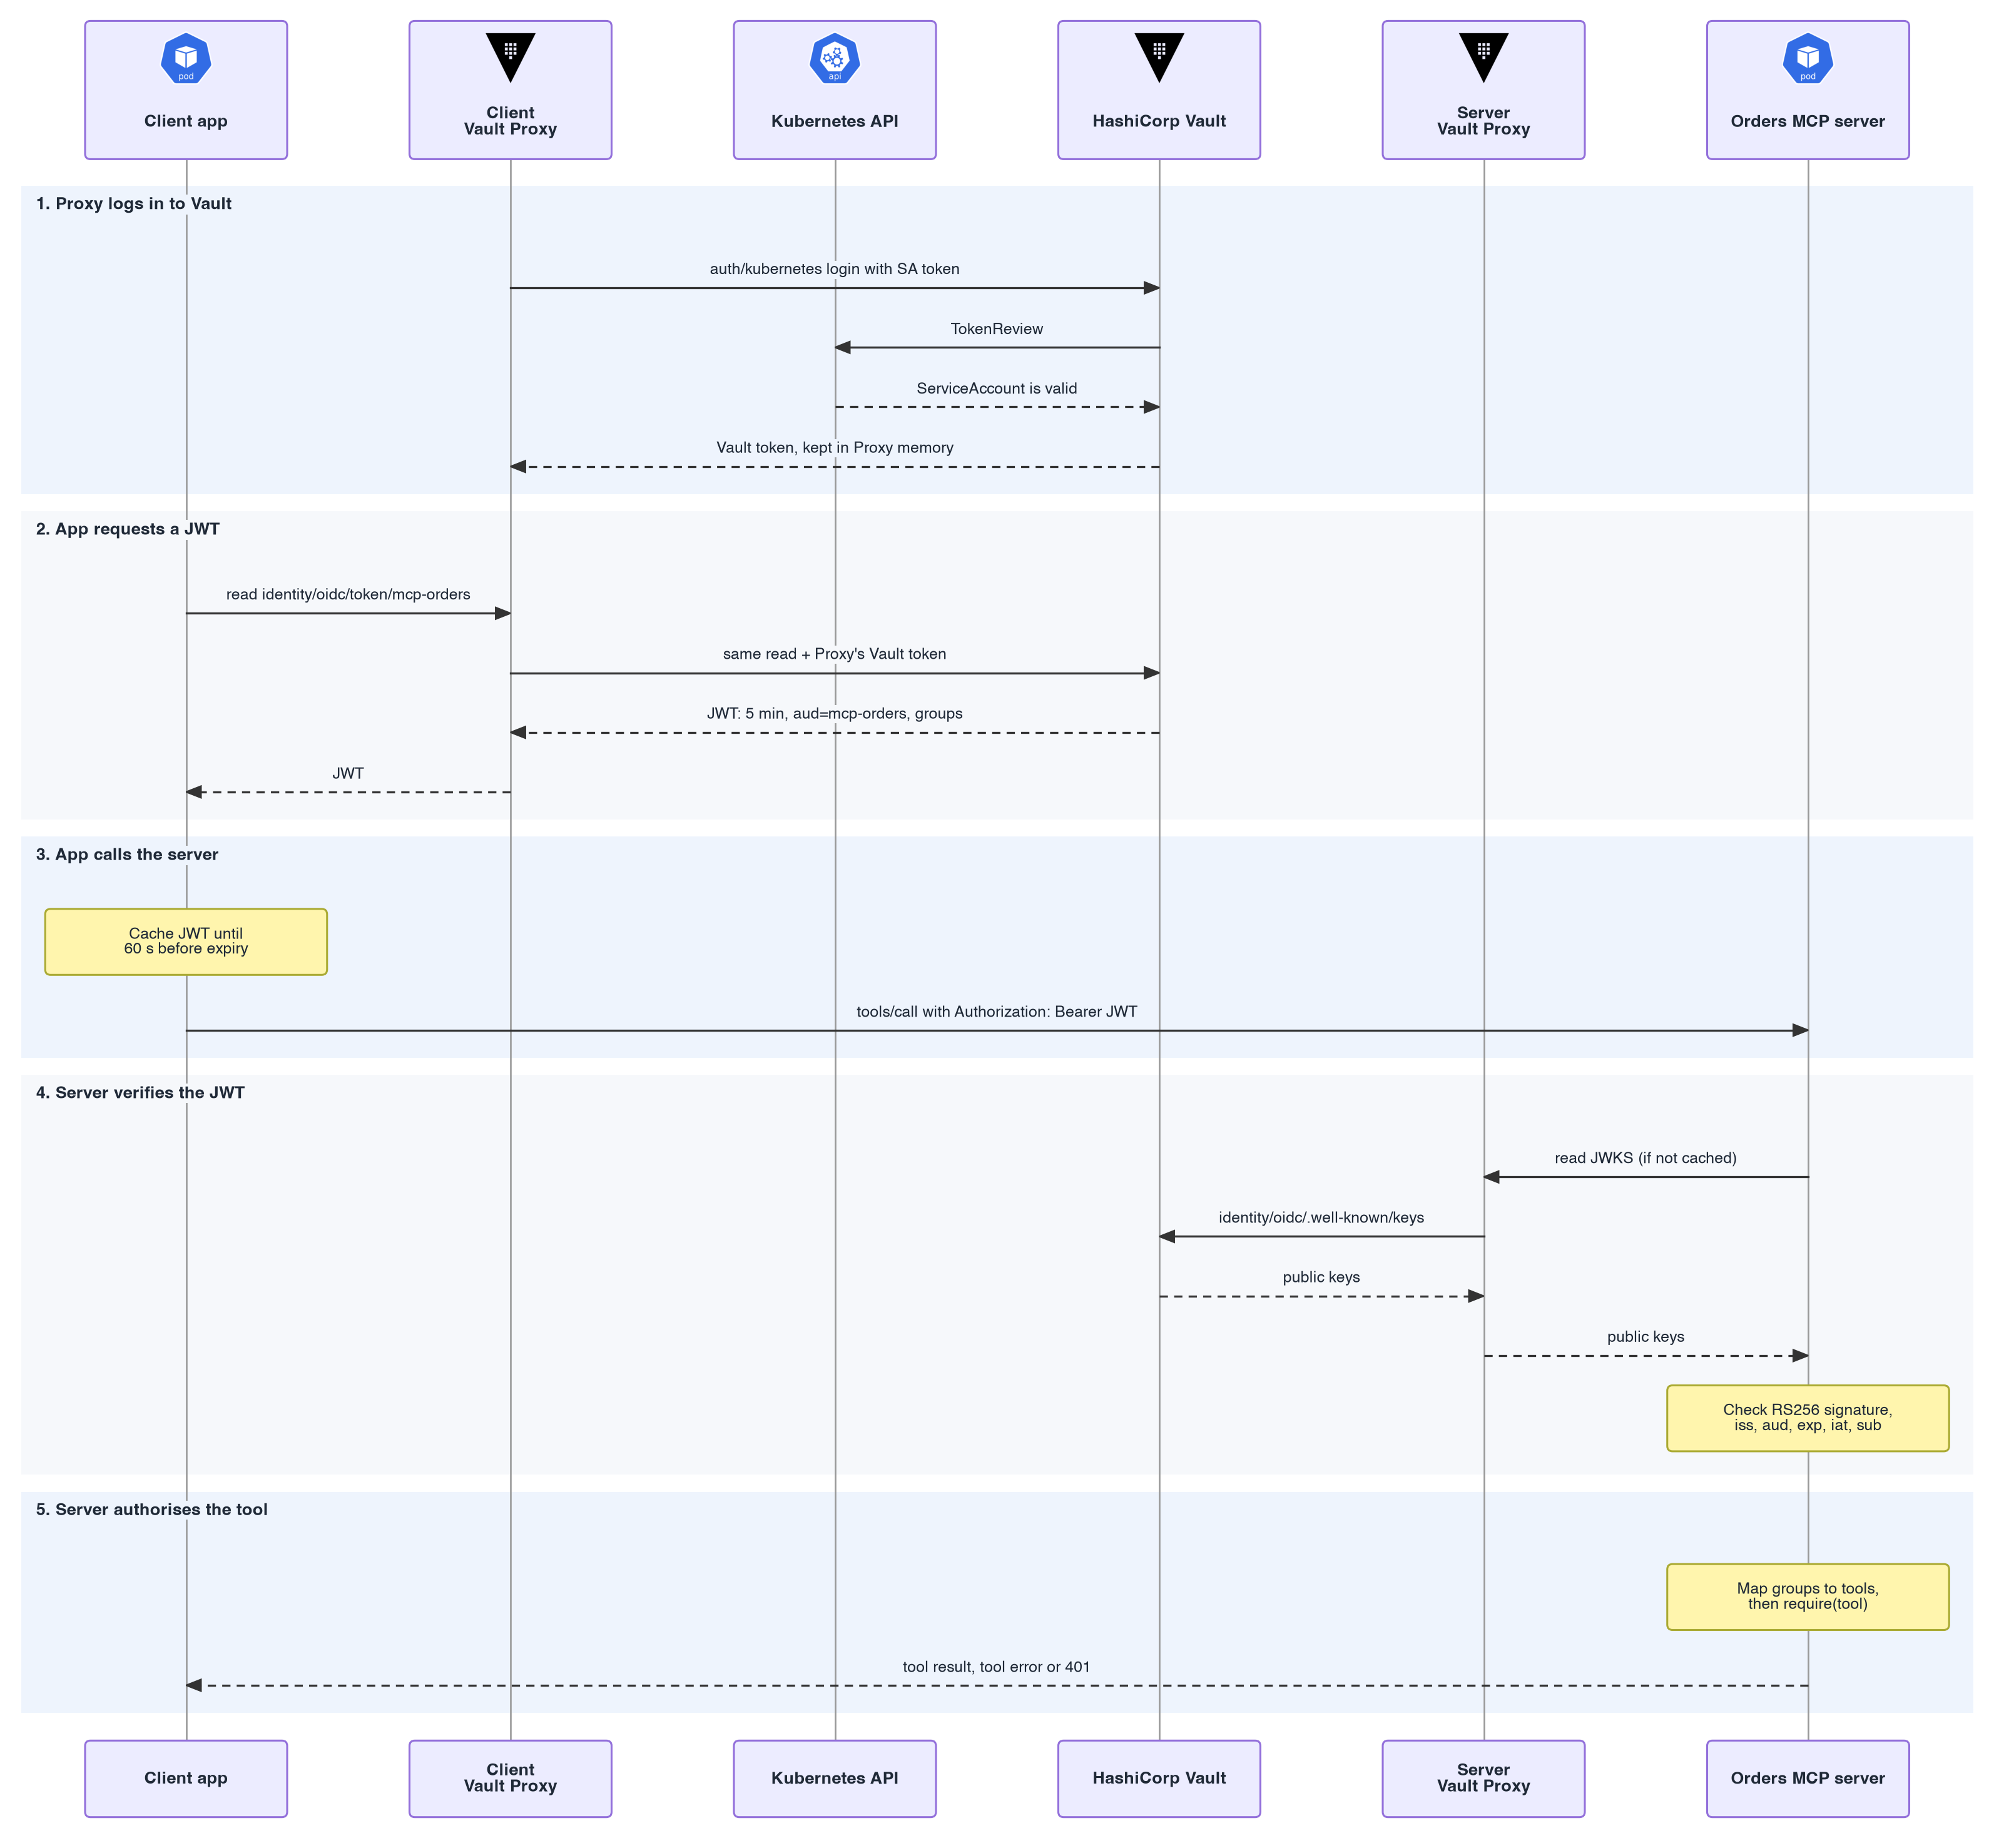 pod
api
pod
Client app
Client
Vault Proxy
Kubernetes API
HashiCorp Vault
Server
Vault Proxy
Orders MCP server
1. Proxy logs in to Vault
auth/kubernetes login with SA token
TokenReview
ServiceAccount is valid
Vault token, kept in Proxy memory
2. App requests a JWT
read identity/oidc/token/mcp-orders
same read + Proxy's Vault token
JWT: 5 min, aud=mcp-orders, groups
JWT
3. App calls the server
Cache JWT until
60 s before expiry
tools/call with Authorization: Bearer JWT
4. Server verifies the JWT
read JWKS (if not cached)
identity/oidc/.well-known/keys
public keys
public keys
Check RS256 signature,
iss, aud, exp, iat, sub
5. Server authorises the tool
Map groups to tools,
then require(tool)
tool result, tool error or 401
Client app
Client
Vault Proxy
Kubernetes API
HashiCorp Vault
Server
Vault Proxy
Orders MCP server